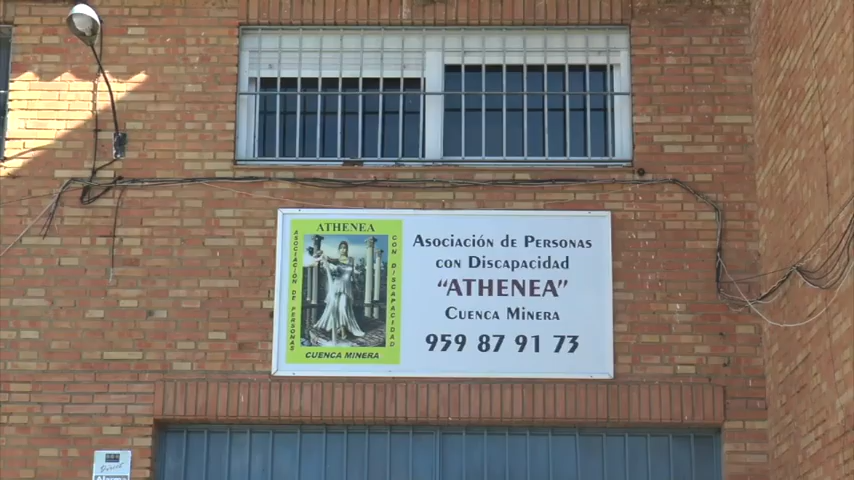 ATHENEA
ASOCIACIÓN DE PERSONAS
CON DISCAPACIDAD
CUENCA MINERA
ASOCIACIÓN DE PERSONAS
CON DISCAPACIDAD
"ATHENEA"
CUENCA MINERA
959 87 91 73